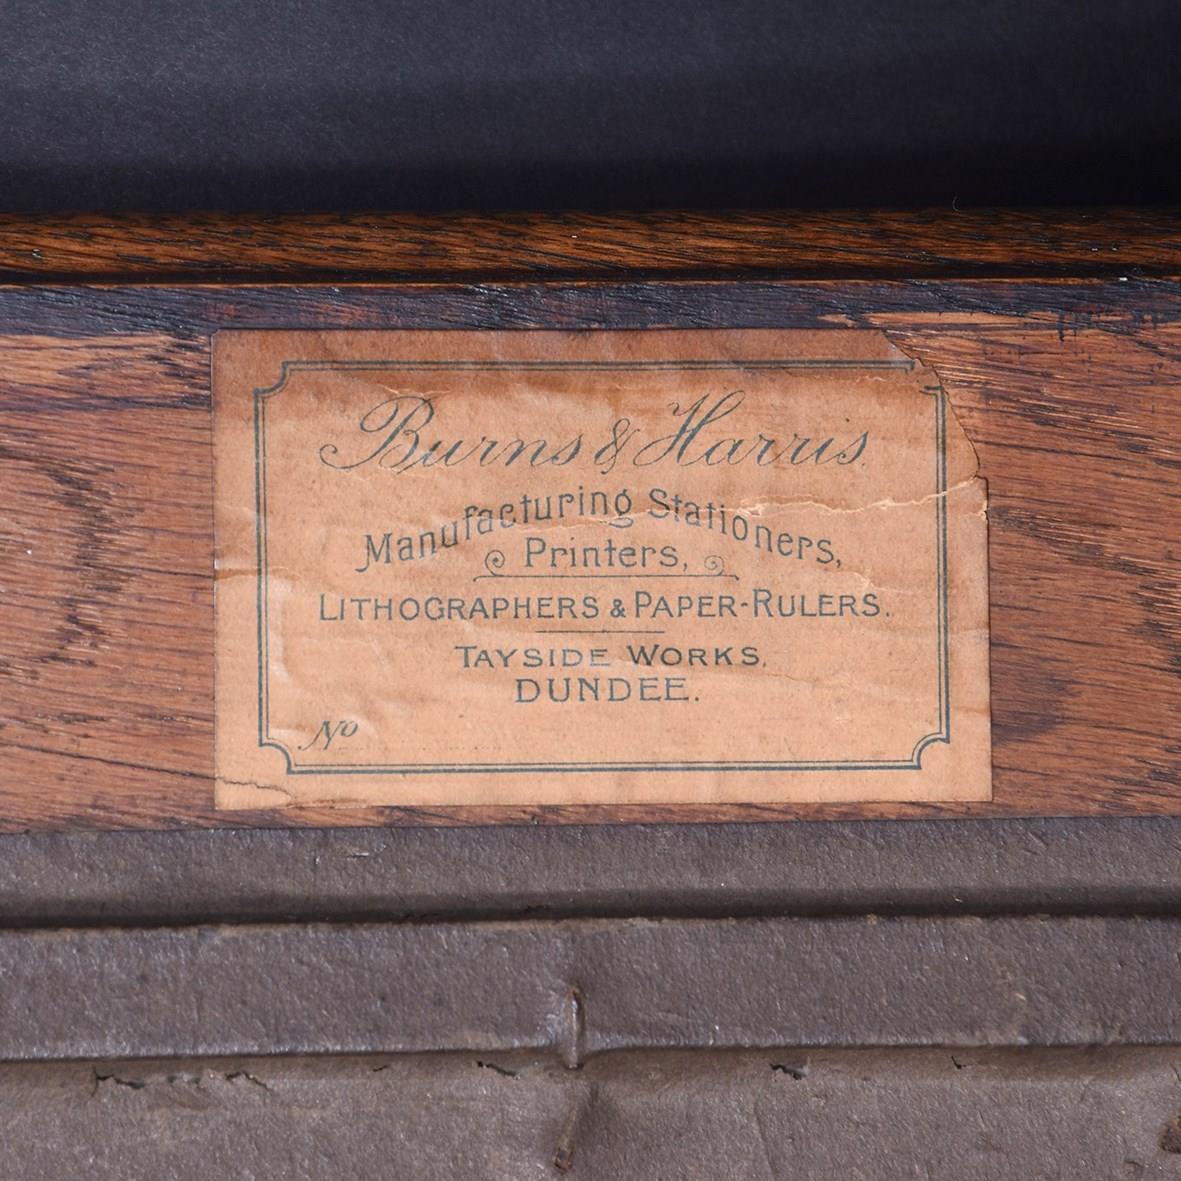 Burns & Harris.
Manufacturing Stationers,
Printers,
LITHOGRAPHERS & PAPER-RULERS.
TAYSIDE WORKS,
DUNDEE.
No